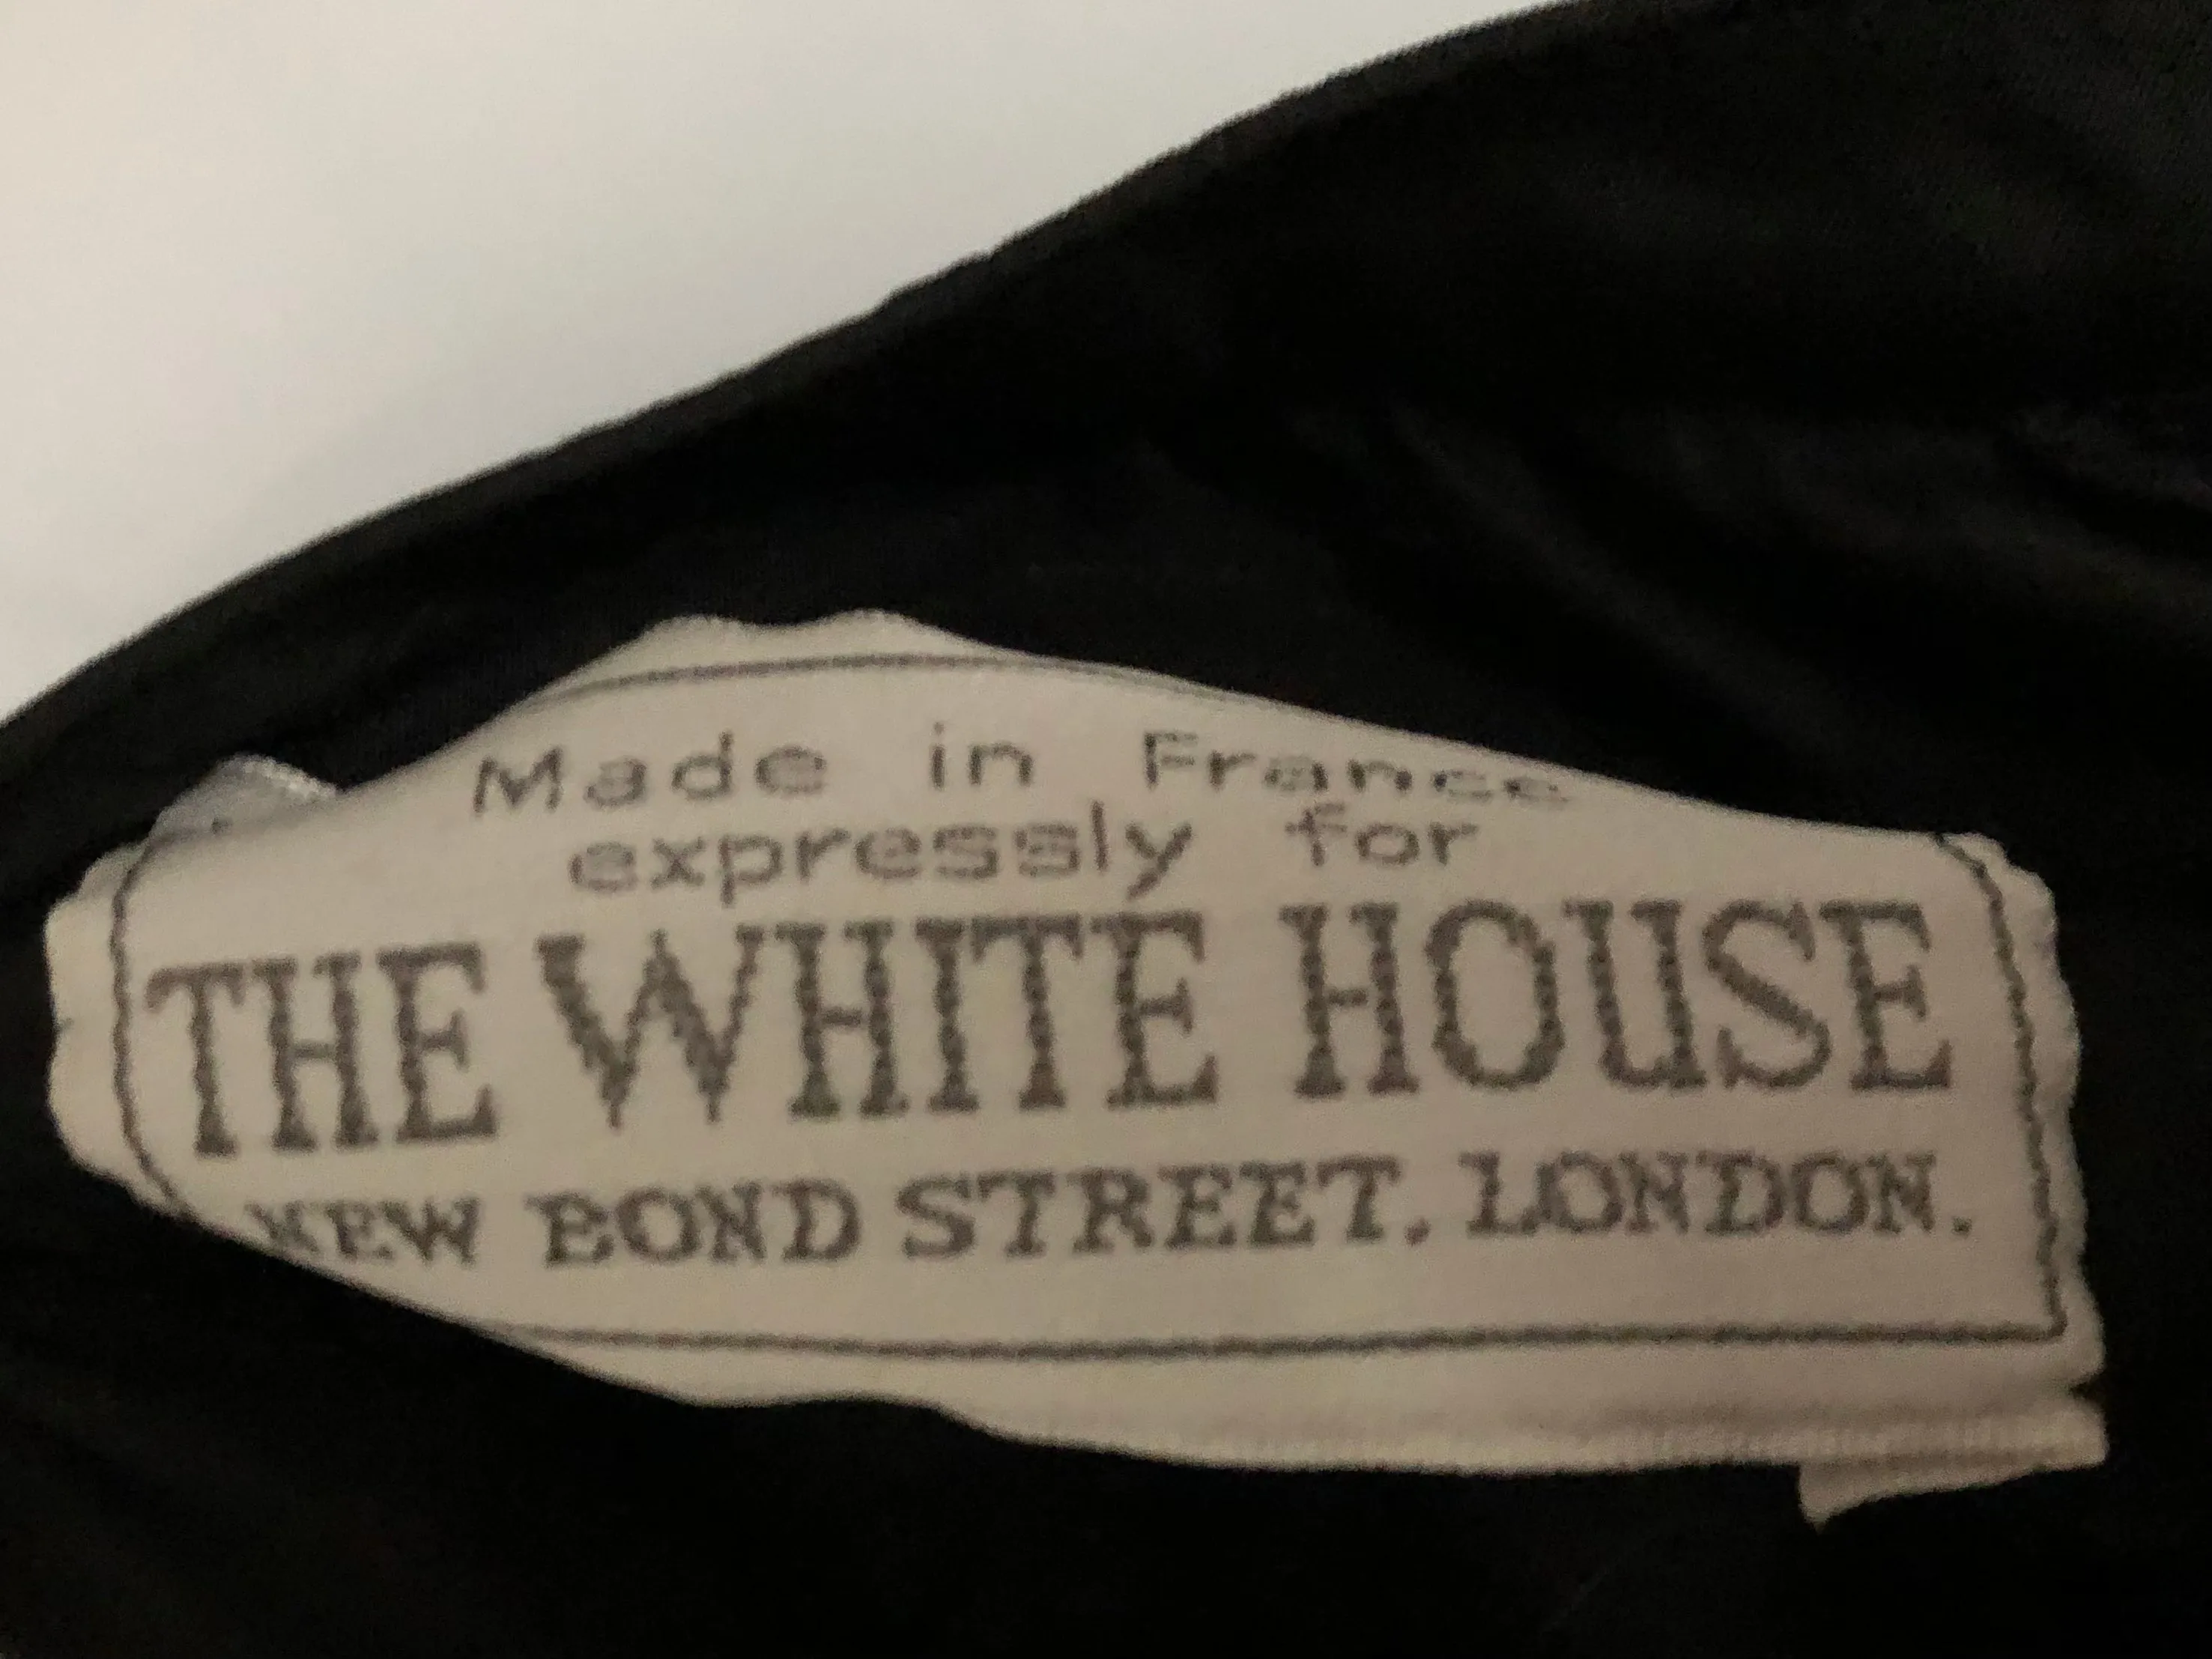 Made in France
expressly for
THE WHITE HOUSE
NEW BOND STREET, LONDON.